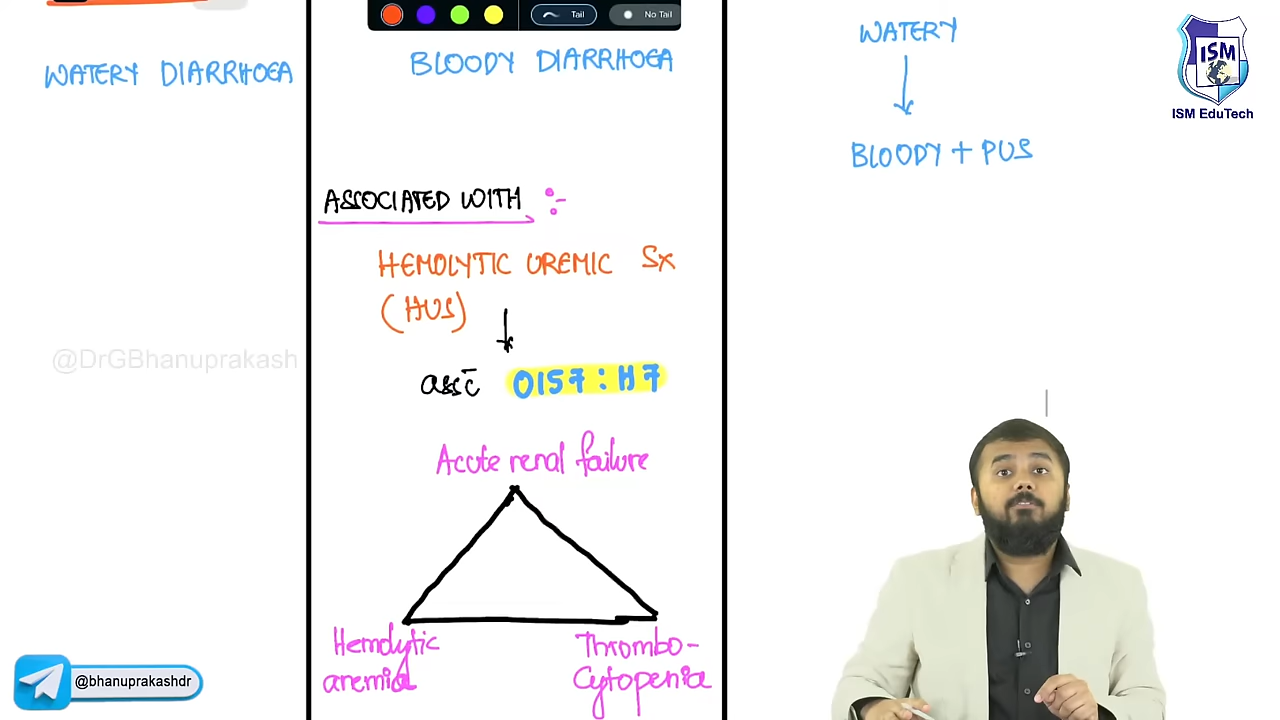 Tail
No Tail
WATERY DIARRHOEA
BLOODY DIARRHOEA
WATERY
BLOODY + PUS
ISM
ISM EduTech
ASSOCIATED WITH :-
HEMOLYTIC UREMIC Sx
(HUS)
assc̄ O157 : H7
Acute renal failure
Hemolytic
anemia
Thrombo-
Cytopenia
@DrGBhanuprakash
@bhanuprakashdr